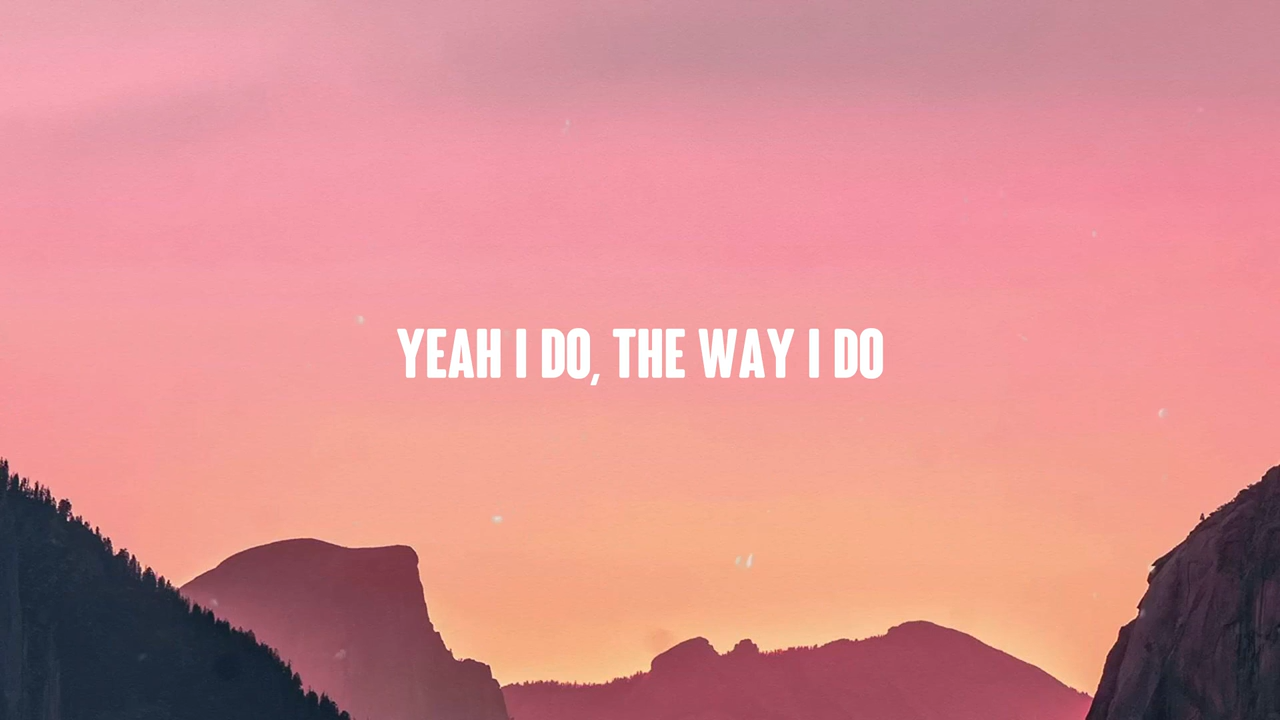 YEAH I DO, THE WAY I DO